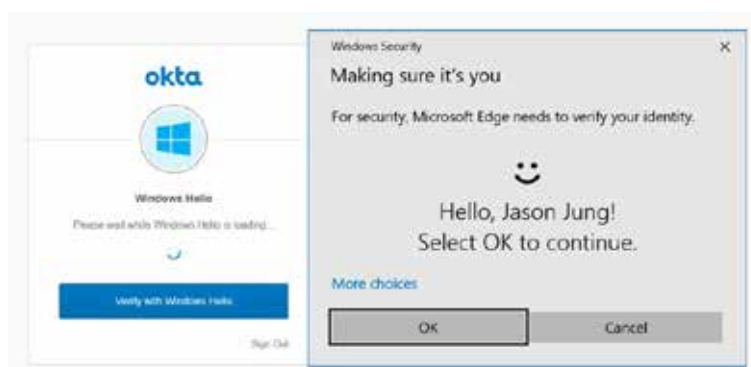 okta
Windows Hello
Please wait while Windows Hello is loading...
Verify with Windows Hello
Sign Out
Windows Security
Making sure it's you
For security, Microsoft Edge needs to verify your identity.
Hello, Jason Jung!
Select OK to continue.
More choices
OK
Cancel